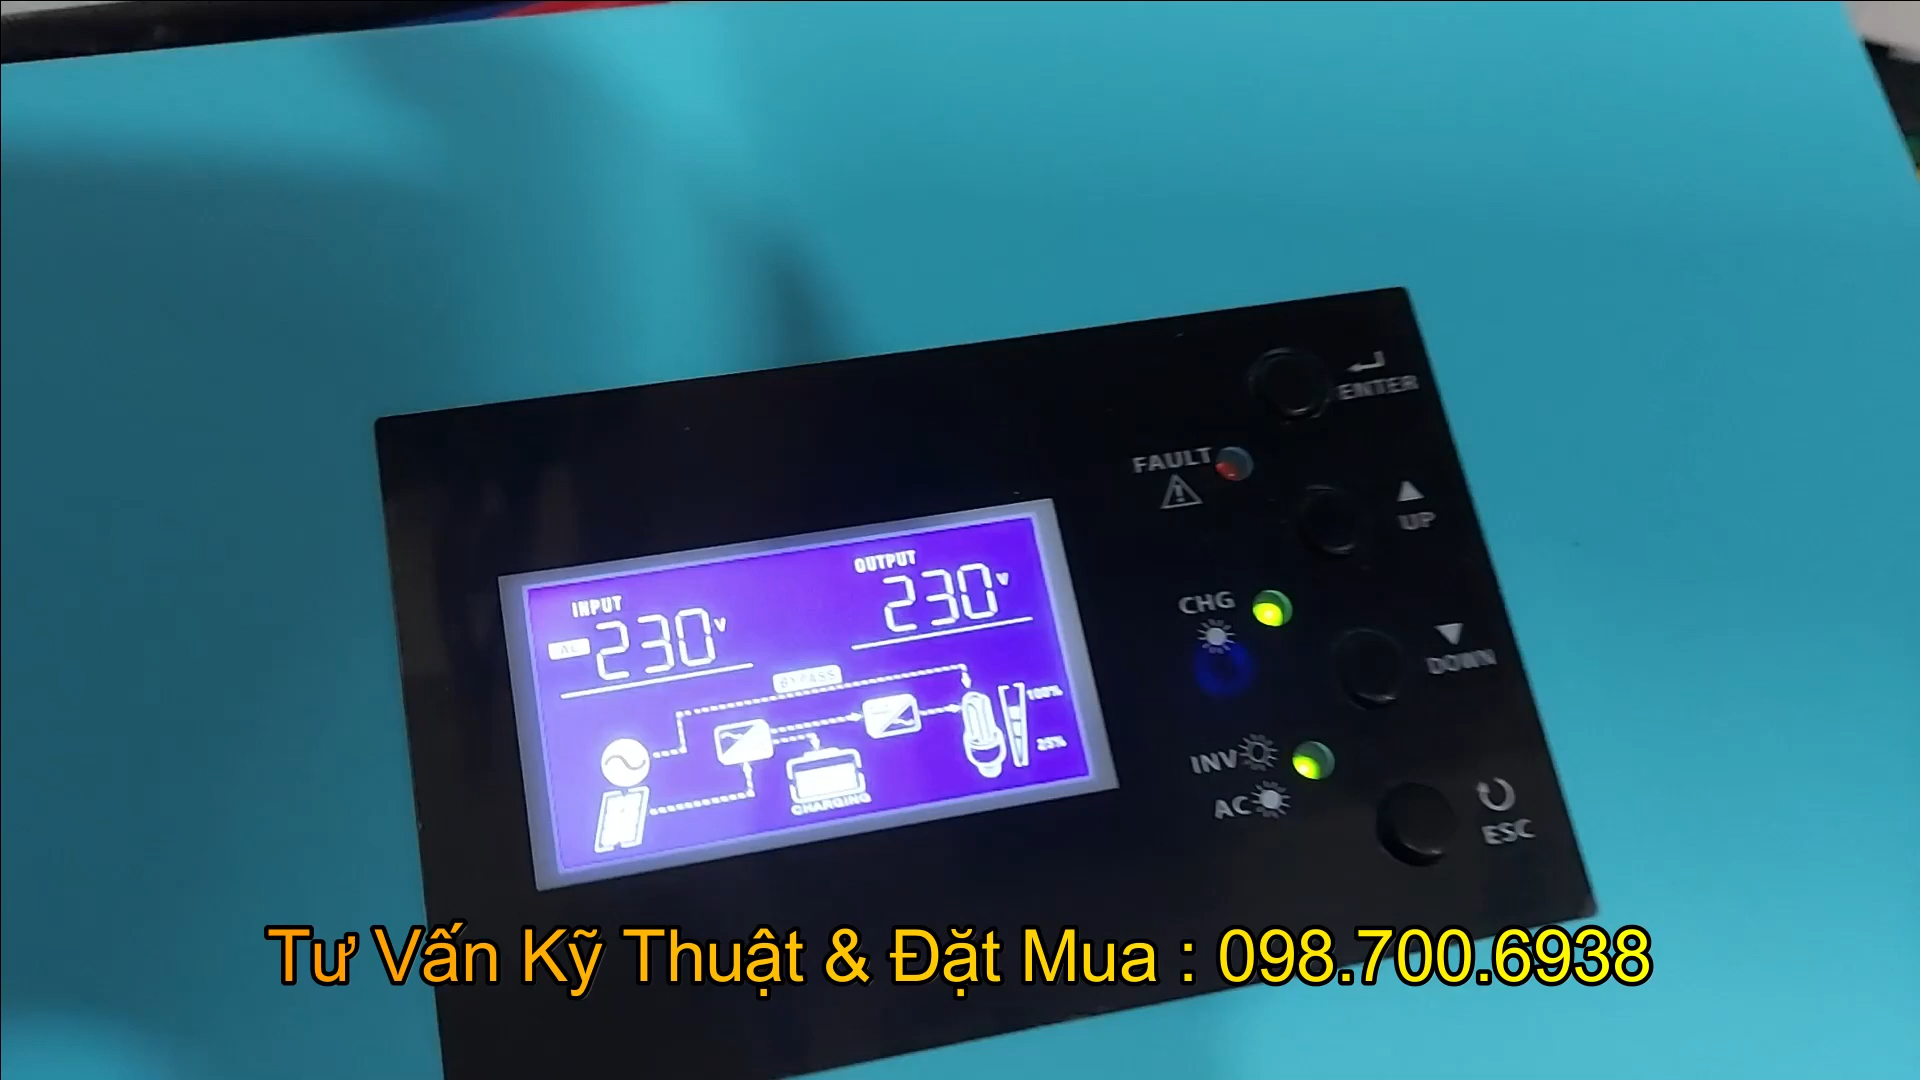 ENTER
FAULT
UP
OUTPUT
230V
INPUT
AC 230V
CHG
BYPASS
DOWN
100%
25%
CHARGING
INV
AC
ESC
Tư Vấn Kỹ Thuật & Đặt Mua : 098.700.6938